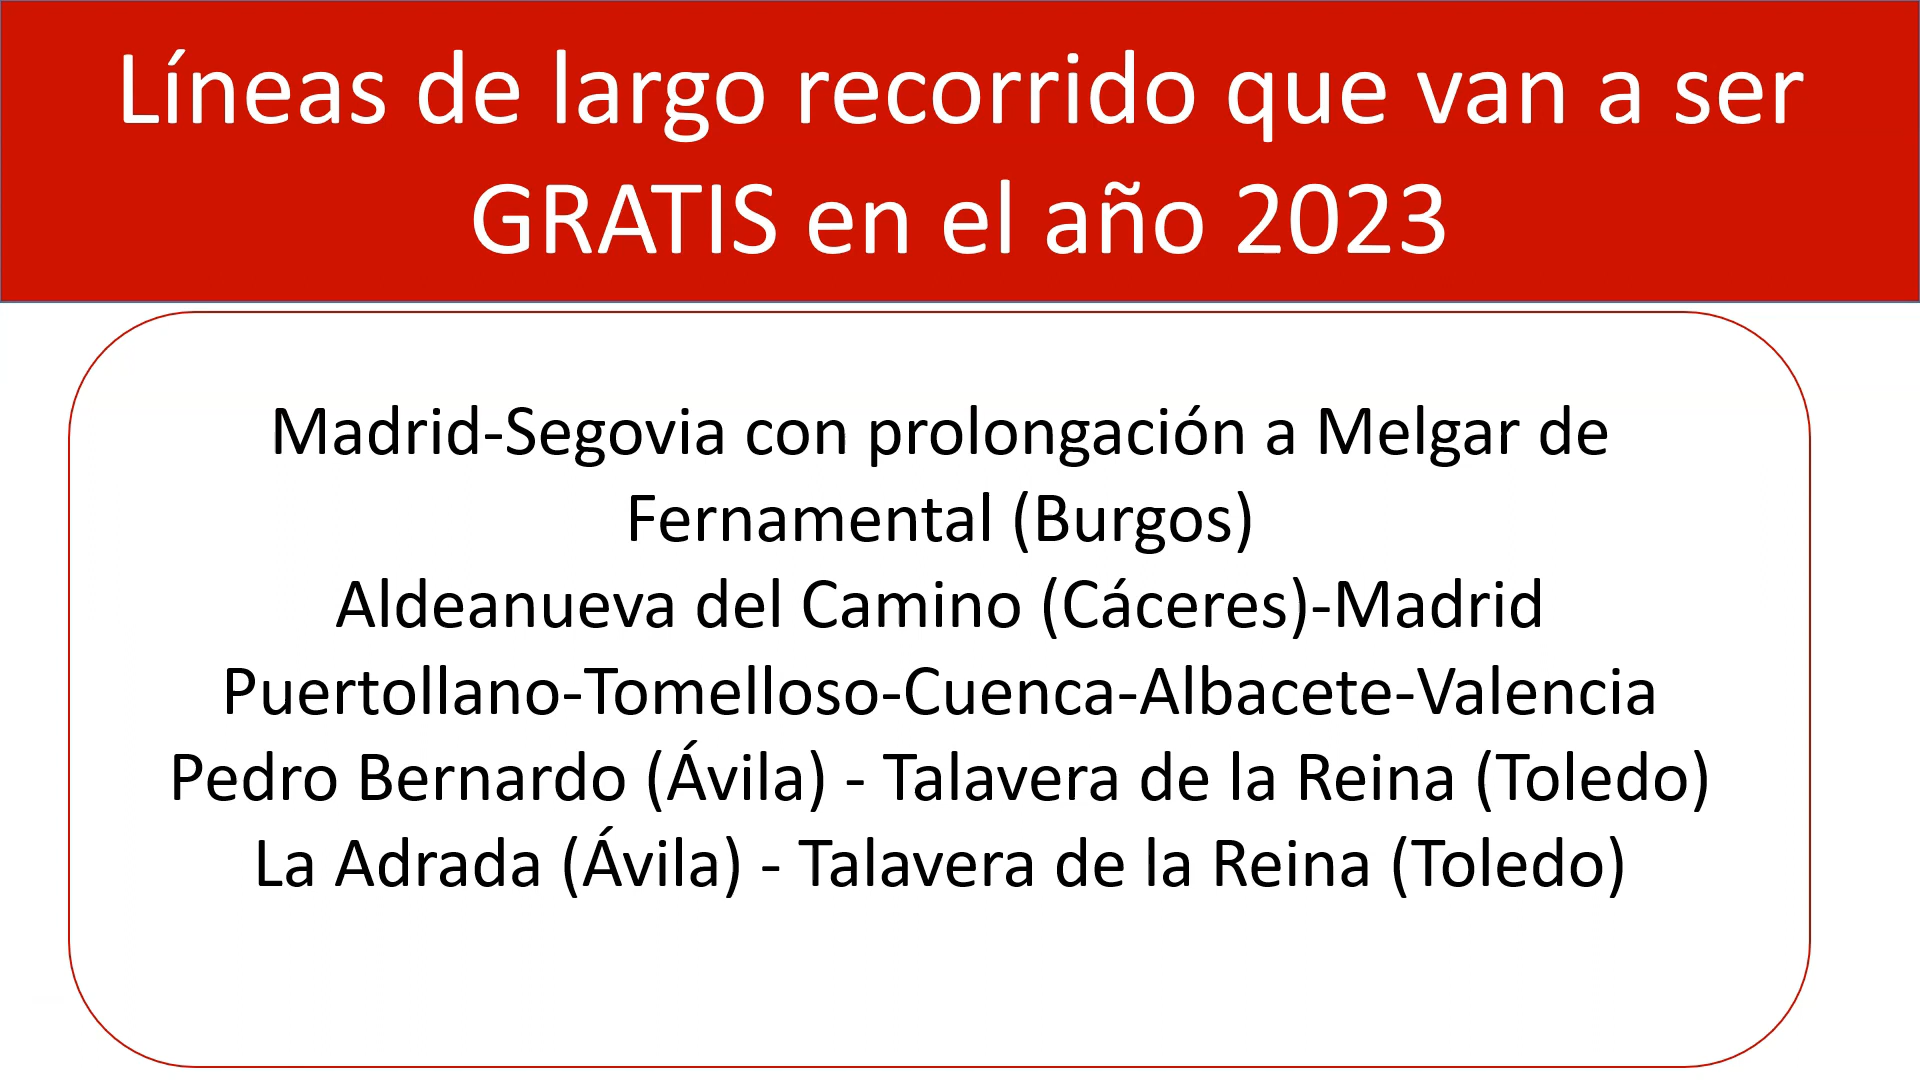 Líneas de largo recorrido que van a ser
GRATIS en el año 2023
Madrid-Segovia con prolongación a Melgar de
Fernamental (Burgos)
Aldeanueva del Camino (Cáceres)-Madrid
Puertollano-Tomelloso-Cuenca-Albacete-Valencia
Pedro Bernardo (Ávila) - Talavera de la Reina (Toledo)
La Adrada (Ávila) - Talavera de la Reina (Toledo)